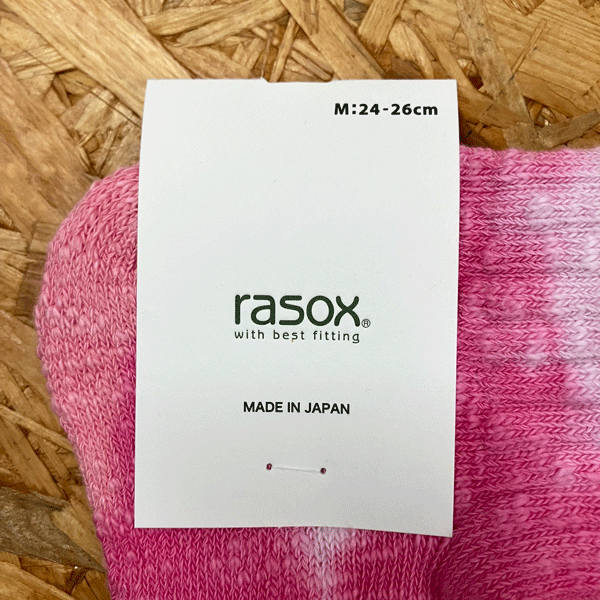 M:24-26cm
rasox®
with best fitting
MADE IN JAPAN